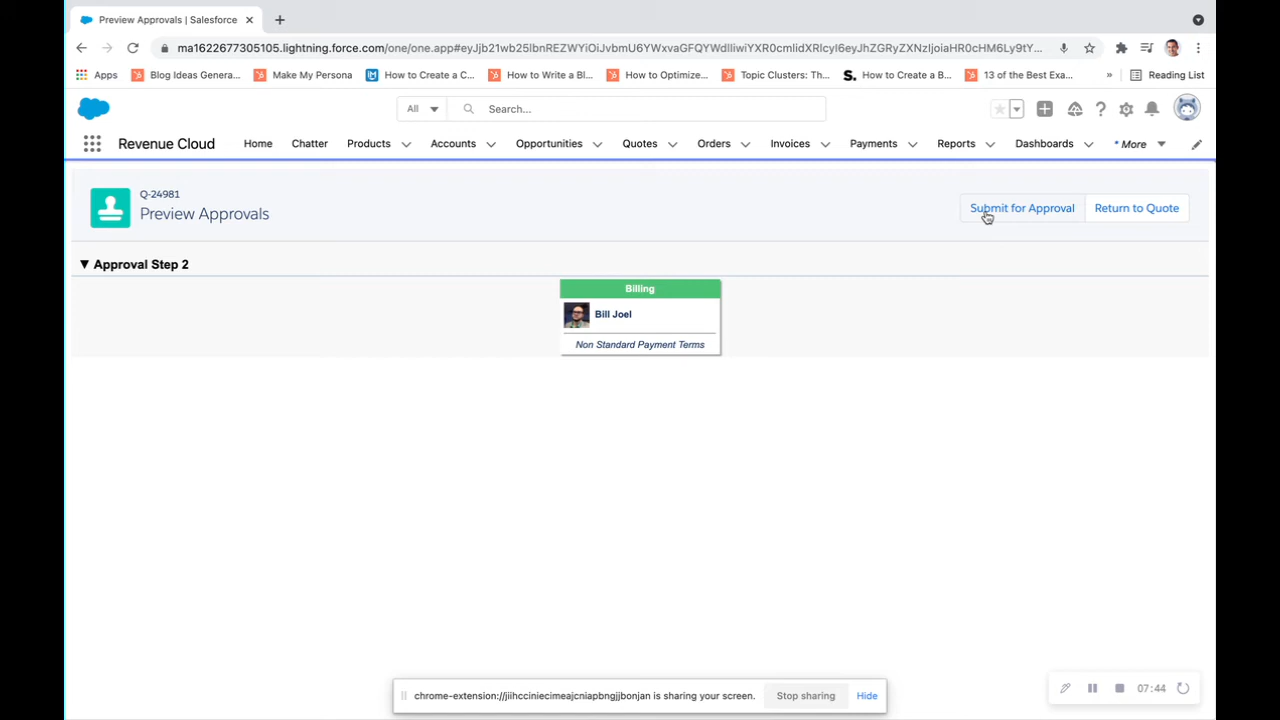 Preview Approvals | Salesforce
ma1622677305105.lightning.force.com/one/one.app#eyJjb21wb25lbnREZWYiOiJvbmU6YWxvaGFQYWdlIiwiYXR0cmlidXRlcyI6eyJhZGRyZXNzIjoiaHR0cHM6Ly9tY...
Apps Blog Ideas Genera... Make My Persona How to Create a C... How to Write a Bl... How to Optimize... Topic Clusters: Th... How to Create a B... 13 of the Best Exa... » Reading List
All Search...
Revenue Cloud Home Chatter Products Accounts Opportunities Quotes Orders Invoices Payments Reports Dashboards * More
Q-24981
Preview Approvals
Submit for Approval Return to Quote
Approval Step 2
Billing
Bill Joel
Non Standard Payment Terms
chrome-extension://jiihcciniecimeajcniapbngjjbonjan is sharing your screen. Stop sharing Hide
07:44